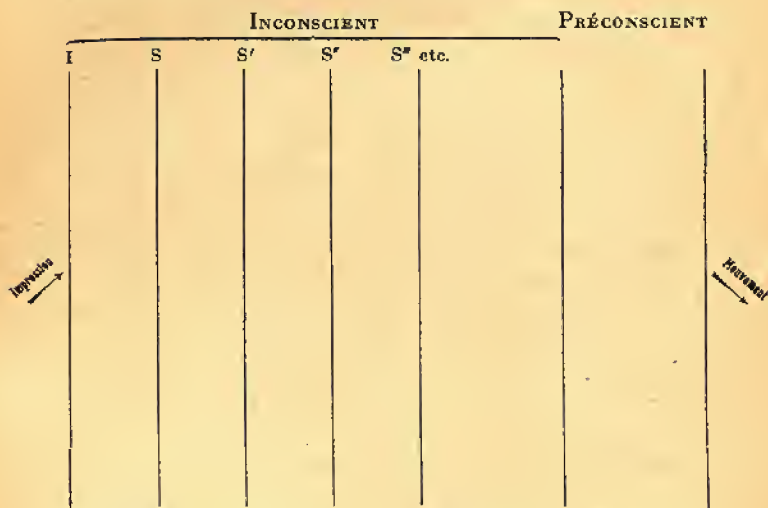 INCONSCIENT PRÉCONSCIENT
I S S′ S″ S‴ etc.
Impression Mouvement